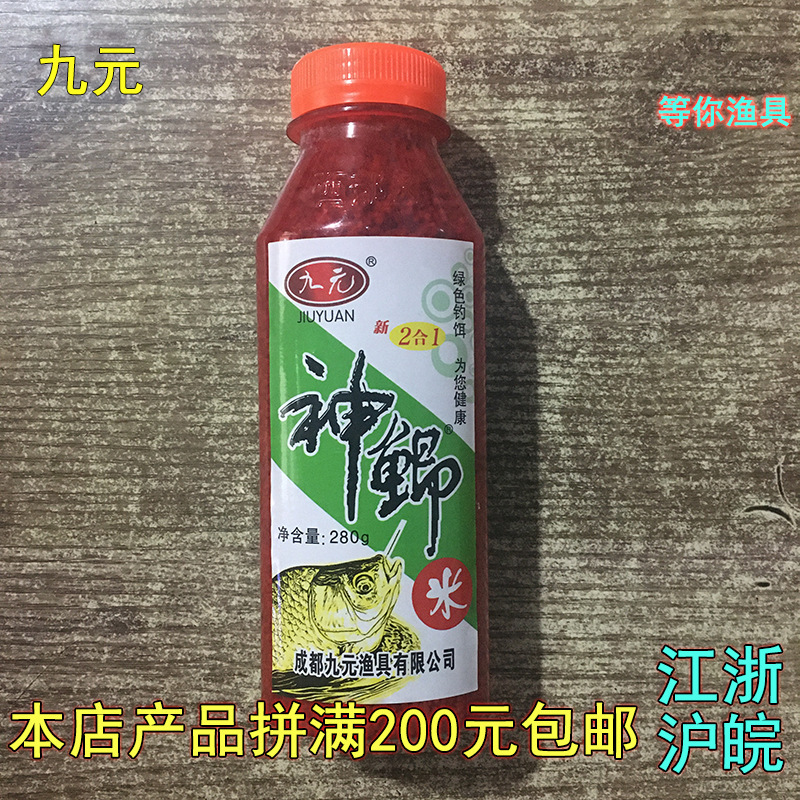 九元
等你渔具
九元®
JIUYUAN
新
2合1
绿色钓饵 为您健康
神鲫®
净含量:280g
米
成都九元渔具有限公司
本店产品拼满200元包邮
江浙
沪皖